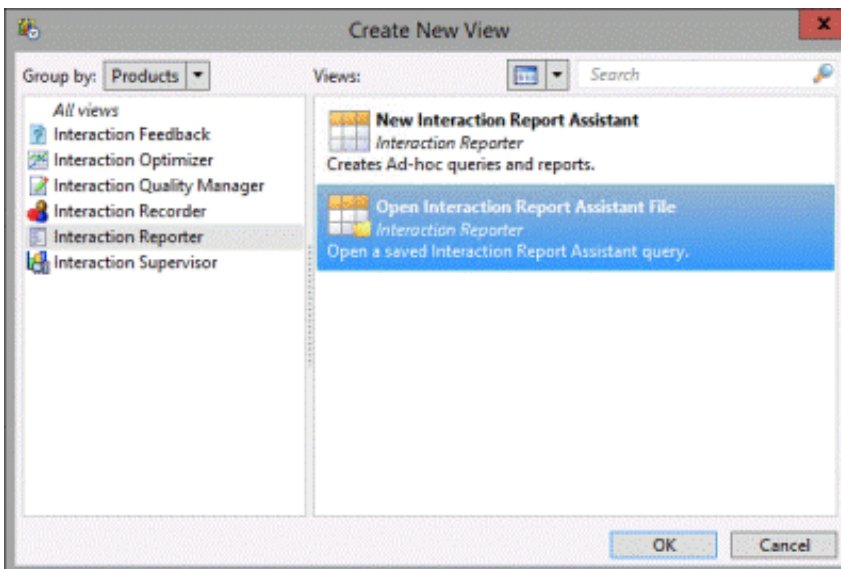 Create New View
Group by: Products
Views:
Search
All views
Interaction Feedback
Interaction Optimizer
Interaction Quality Manager
Interaction Recorder
Interaction Reporter
Interaction Supervisor
New Interaction Report Assistant
Interaction Reporter
Creates Ad-hoc queries and reports.
Open Interaction Report Assistant File
Interaction Reporter
Open a saved Interaction Report Assistant query.
OK
Cancel